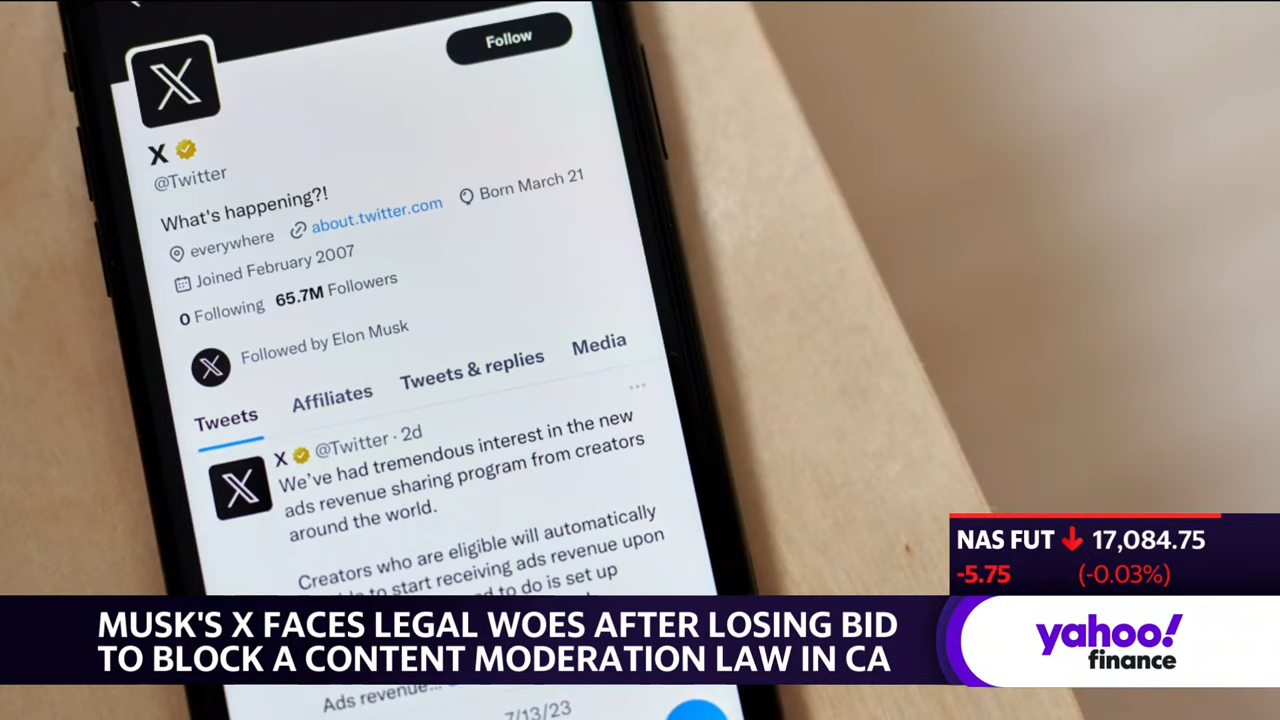 Follow
X
@Twitter
What's happening?!
everywhere about.twitter.com Born March 21
Joined February 2007
0 Following 65.7M Followers
Followed by Elon Musk
Tweets Affiliates Tweets & replies Media
X @Twitter · 2d
We've had tremendous interest in the new
ads revenue sharing program from creators
around the world.
Creators who are eligible will automatically
to start receiving ads revenue upon
to do is set up
Ads revenue...
7/13/23
NAS FUT 17,084.75
-5.75 (-0.03%)
MUSK'S X FACES LEGAL WOES AFTER LOSING BID
TO BLOCK A CONTENT MODERATION LAW IN CA
yahoo!
finance